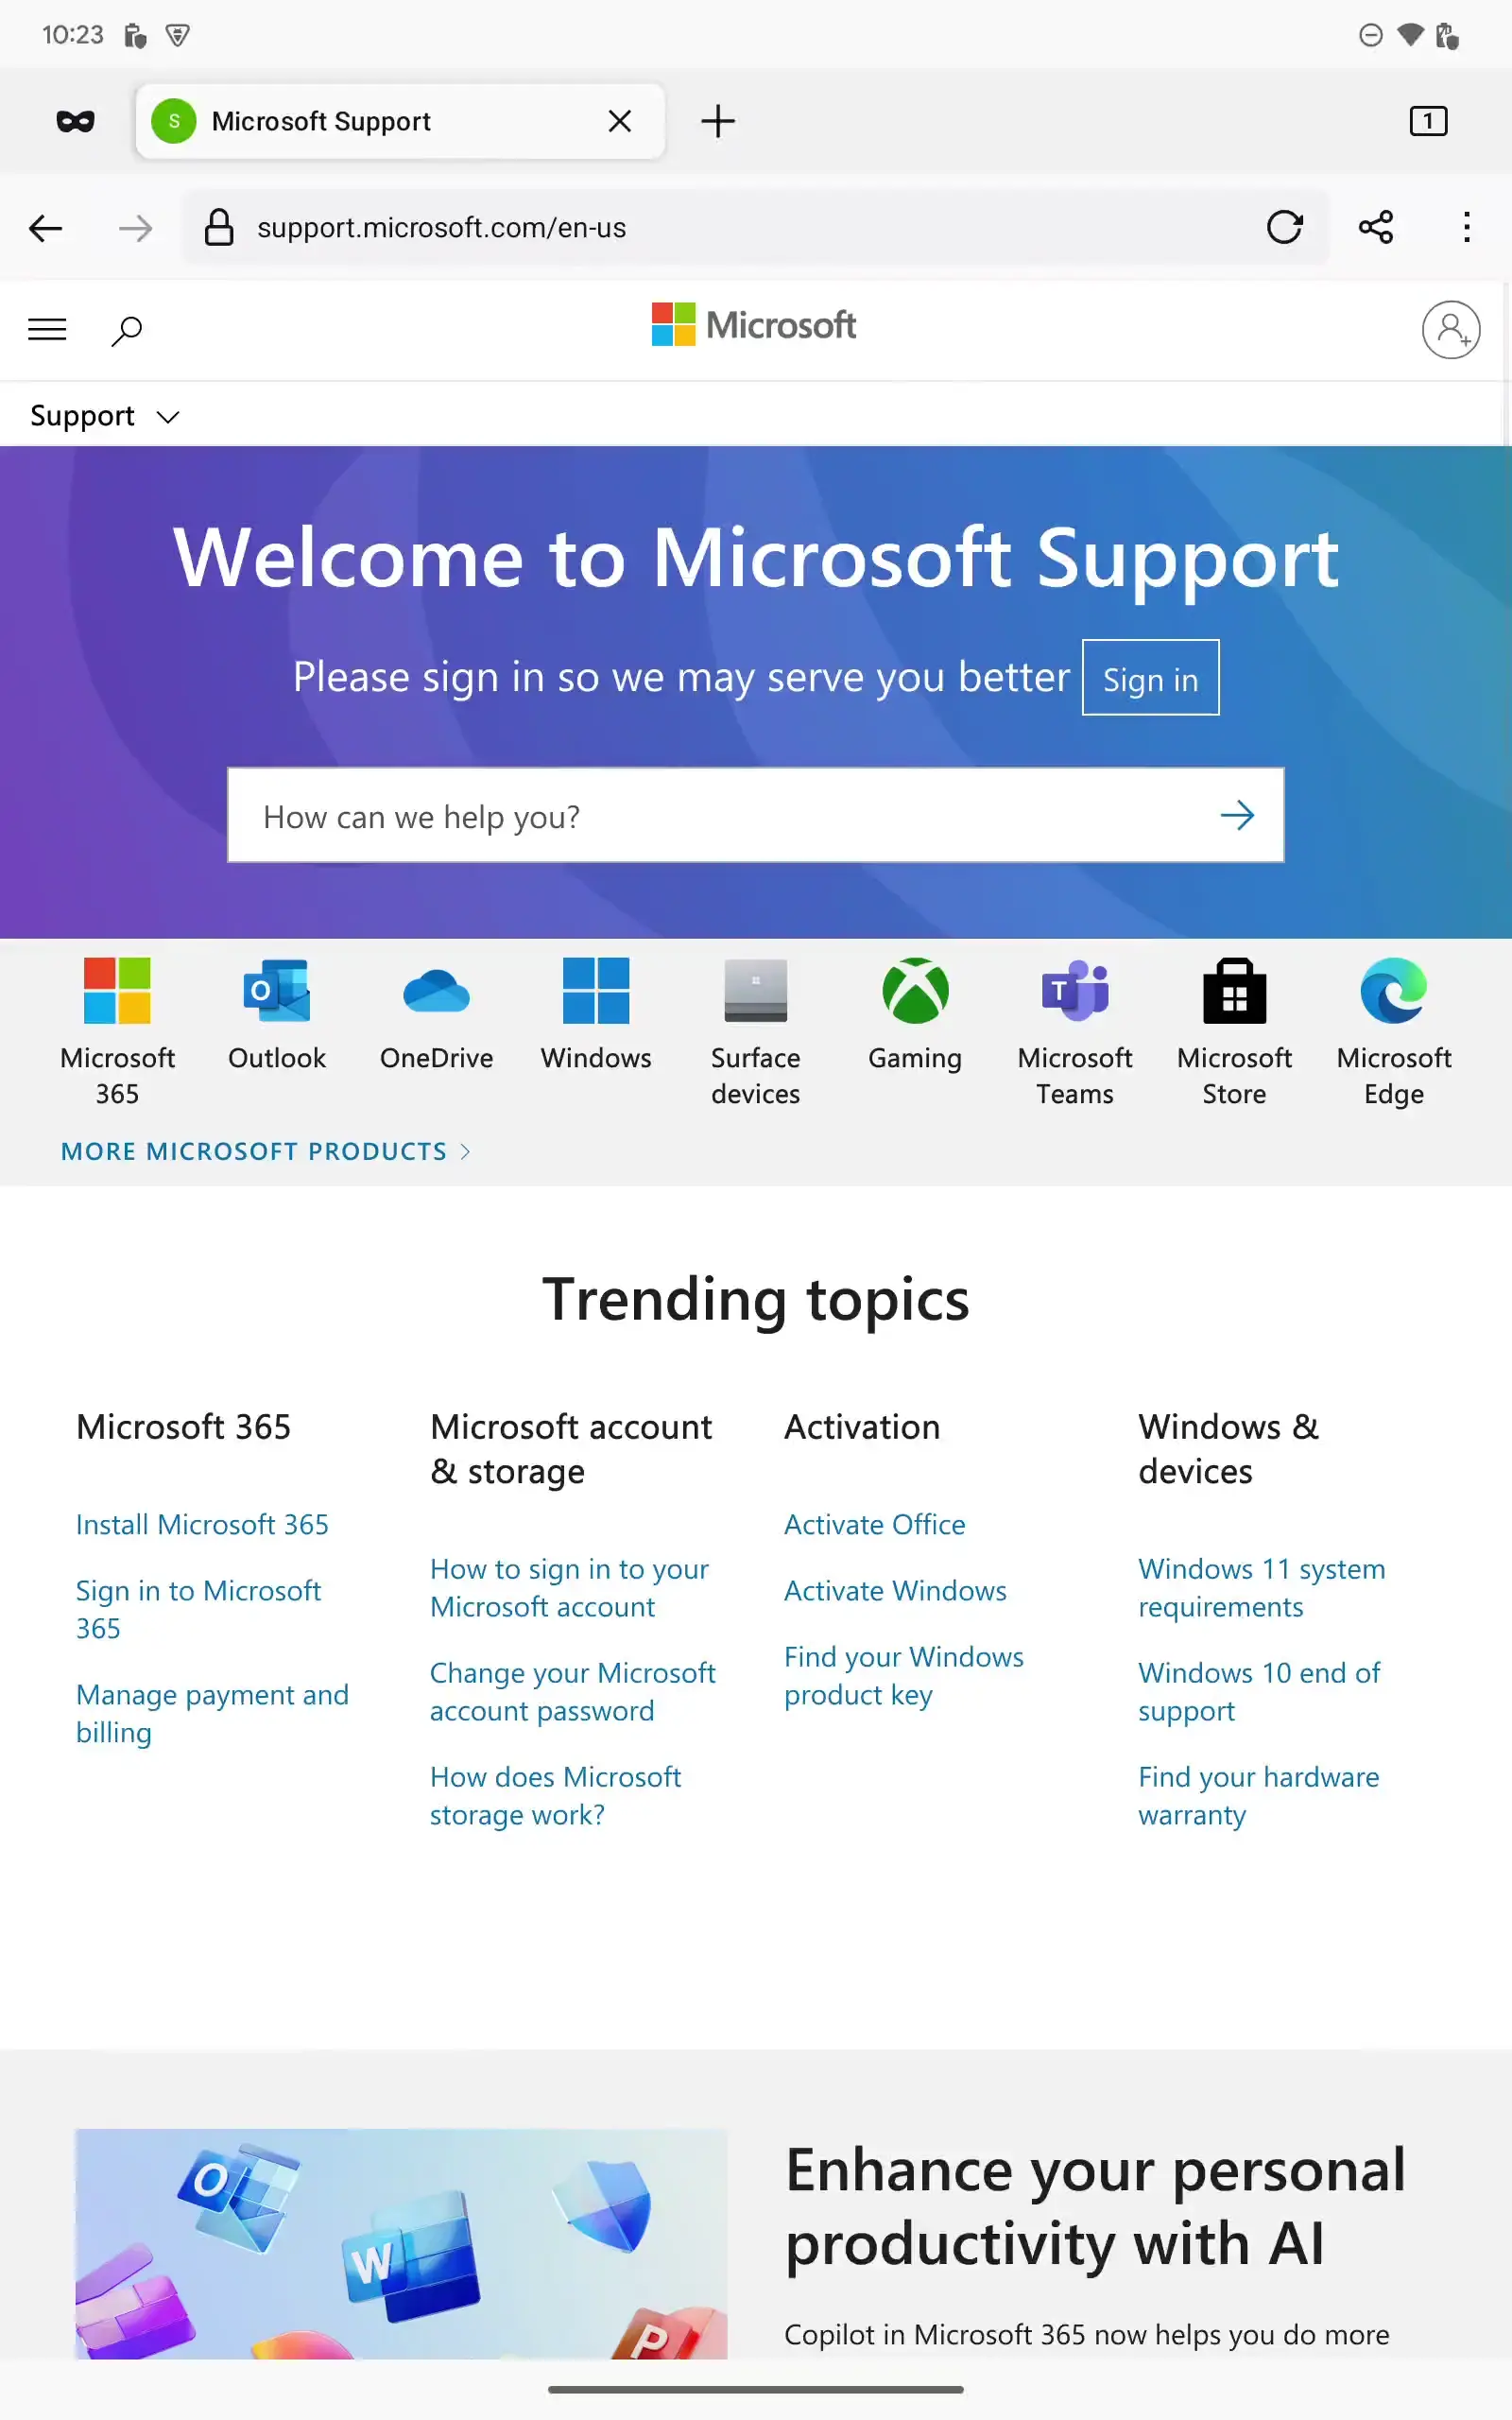 10:23
S Microsoft Support
1
support.microsoft.com/en-us
Microsoft
Support
Welcome to Microsoft Support
Please sign in so we may serve you better Sign in
How can we help you?
Microsoft
365
Outlook
OneDrive
Windows
Surface
devices
Gaming
Microsoft
Teams
Microsoft
Store
Microsoft
Edge
MORE MICROSOFT PRODUCTS
Trending topics
Microsoft 365
Install Microsoft 365
Sign in to Microsoft
365
Manage payment and
billing
Microsoft account
& storage
How to sign in to your
Microsoft account
Change your Microsoft
account password
How does Microsoft
storage work?
Activation
Activate Office
Activate Windows
Find your Windows
product key
Windows &
devices
Windows 11 system
requirements
Windows 10 end of
support
Find your hardware
warranty
Enhance your personal
productivity with AI
Copilot in Microsoft 365 now helps you do more